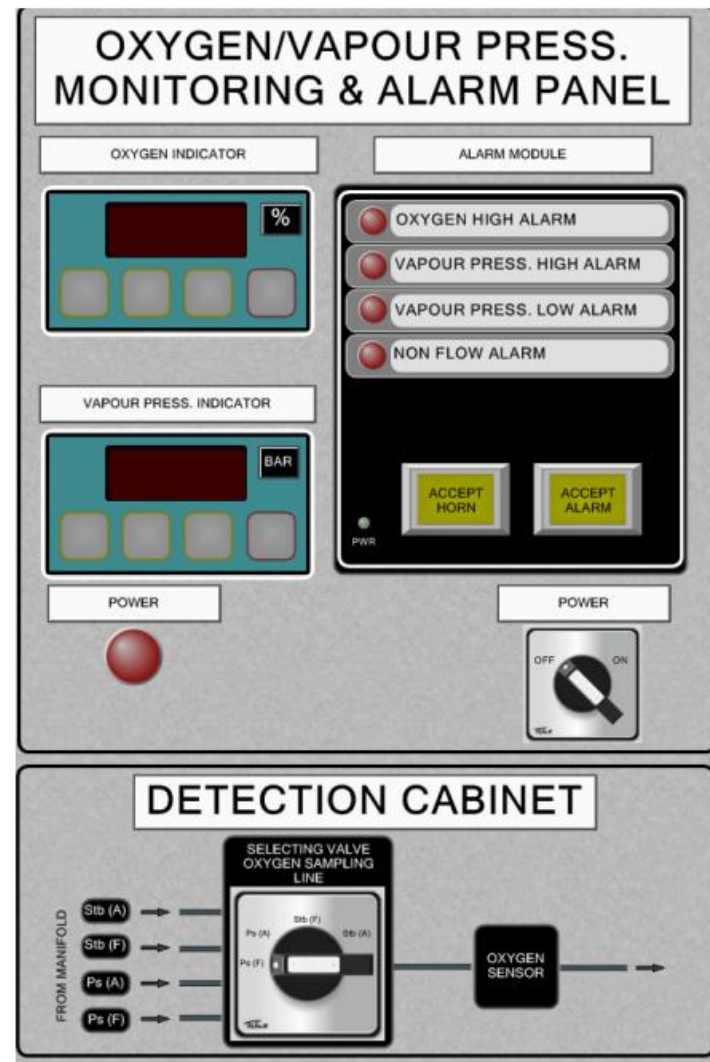 OXYGEN/VAPOUR PRESS.
MONITORING & ALARM PANEL
OXYGEN INDICATOR
ALARM MODULE
%
OXYGEN HIGH ALARM
VAPOUR PRESS. HIGH ALARM
VAPOUR PRESS. LOW ALARM
NON FLOW ALARM
VAPOUR PRESS. INDICATOR
BAR
ACCEPT
HORN
ACCEPT
ALARM
PWR
POWER
POWER
OFF
ON
DETECTION CABINET
SELECTING VALVE
OXYGEN SAMPLING
LINE
FROM MANIFOLD
Stb (A)
Stb (F)
Ps (A)
Ps (F)
Stb (F)
Ps (A)
Stb (A)
Ps (F)
OXYGEN
SENSOR